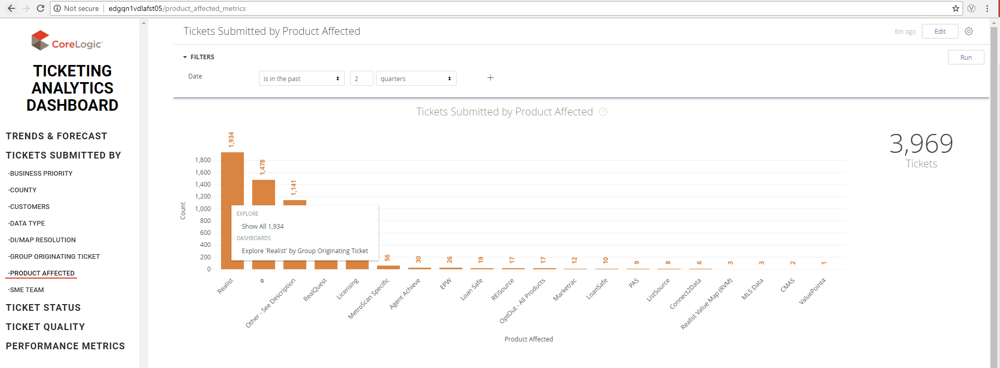 Not secure | edgqn1vdlafst05/product_affected_metrics
CoreLogic
TICKETING
ANALYTICS
DASHBOARD
TRENDS & FORECAST
TICKETS SUBMITTED BY
-BUSINESS PRIORITY
-COUNTY
-CUSTOMERS
-DATA TYPE
-DI/MAP RESOLUTION
-GROUP ORIGINATING TICKET
-PRODUCT AFFECTED
-SME TEAM
TICKET STATUS
TICKET QUALITY
PERFORMANCE METRICS
Tickets Submitted by Product Affected
6m ago
Edit
FILTERS
Run
Date
is in the past
2
quarters
Tickets Submitted by Product Affected
3,969
Tickets
Count
1,800
1,600
1,400
1,200
1,000
800
600
400
200
0
1,934
1,478
1,141
56
30
26
19
17
17
12
10
9
8
6
3
3
2
1
EXPLORE
Show All 1,934
DASHBOARDS
Explore 'Realist' by Group Originating Ticket
Realist
ø
Other - See Description
RealQuest
Licensing
MetroScan Specific
Agent Achieve
EPW
Loan Safe
REiSource
OptOut - All Products
Marketrac
LoanSafe
PAS
ListSource
Connect2Data
Realist Value Map (RVM)
MLS Data
CMAS
ValuePoint4
Product Affected